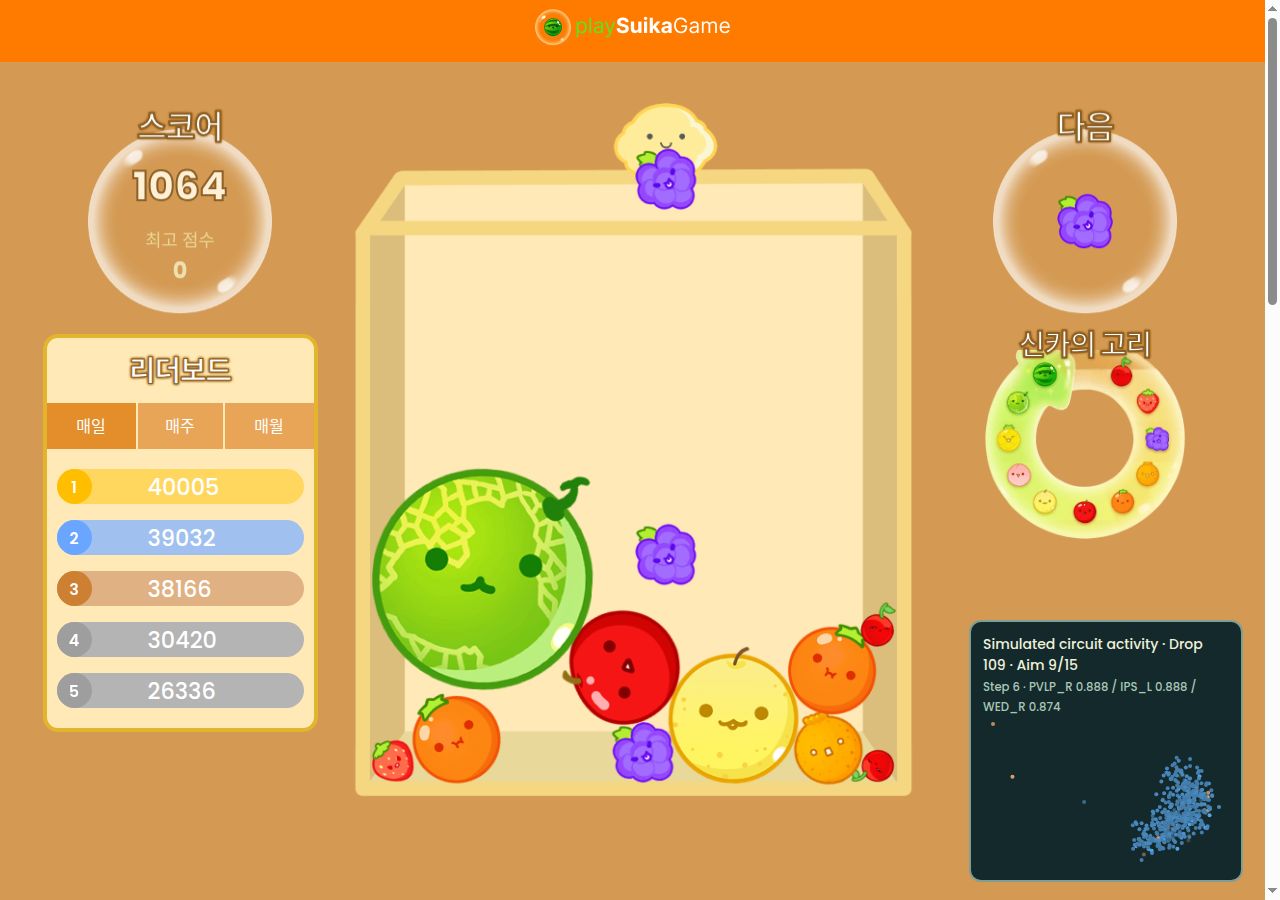 playSuikaGame
스코어
1064
최고 점수
0
다음
신카의 고리
리더보드
매일 매주 매월
1 40005
2 39032
3 38166
4 30420
5 26336
Simulated circuit activity · Drop
109 · Aim 9/15
Step 6 · PVLP_R 0.888 / IPS_L 0.888 /
WED_R 0.874